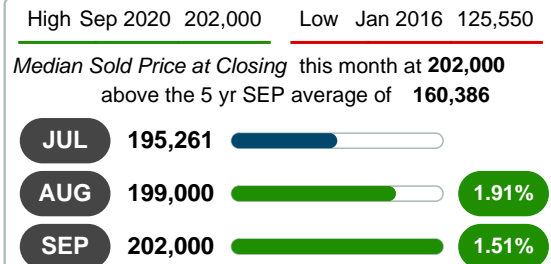 High Sep 2020 202,000 Low Jan 2016 125,550
Median Sold Price at Closing this month at 202,000
above the 5 yr SEP average of 160,386
JUL 195,261
AUG 199,000 1.91%
SEP 202,000 1.51%